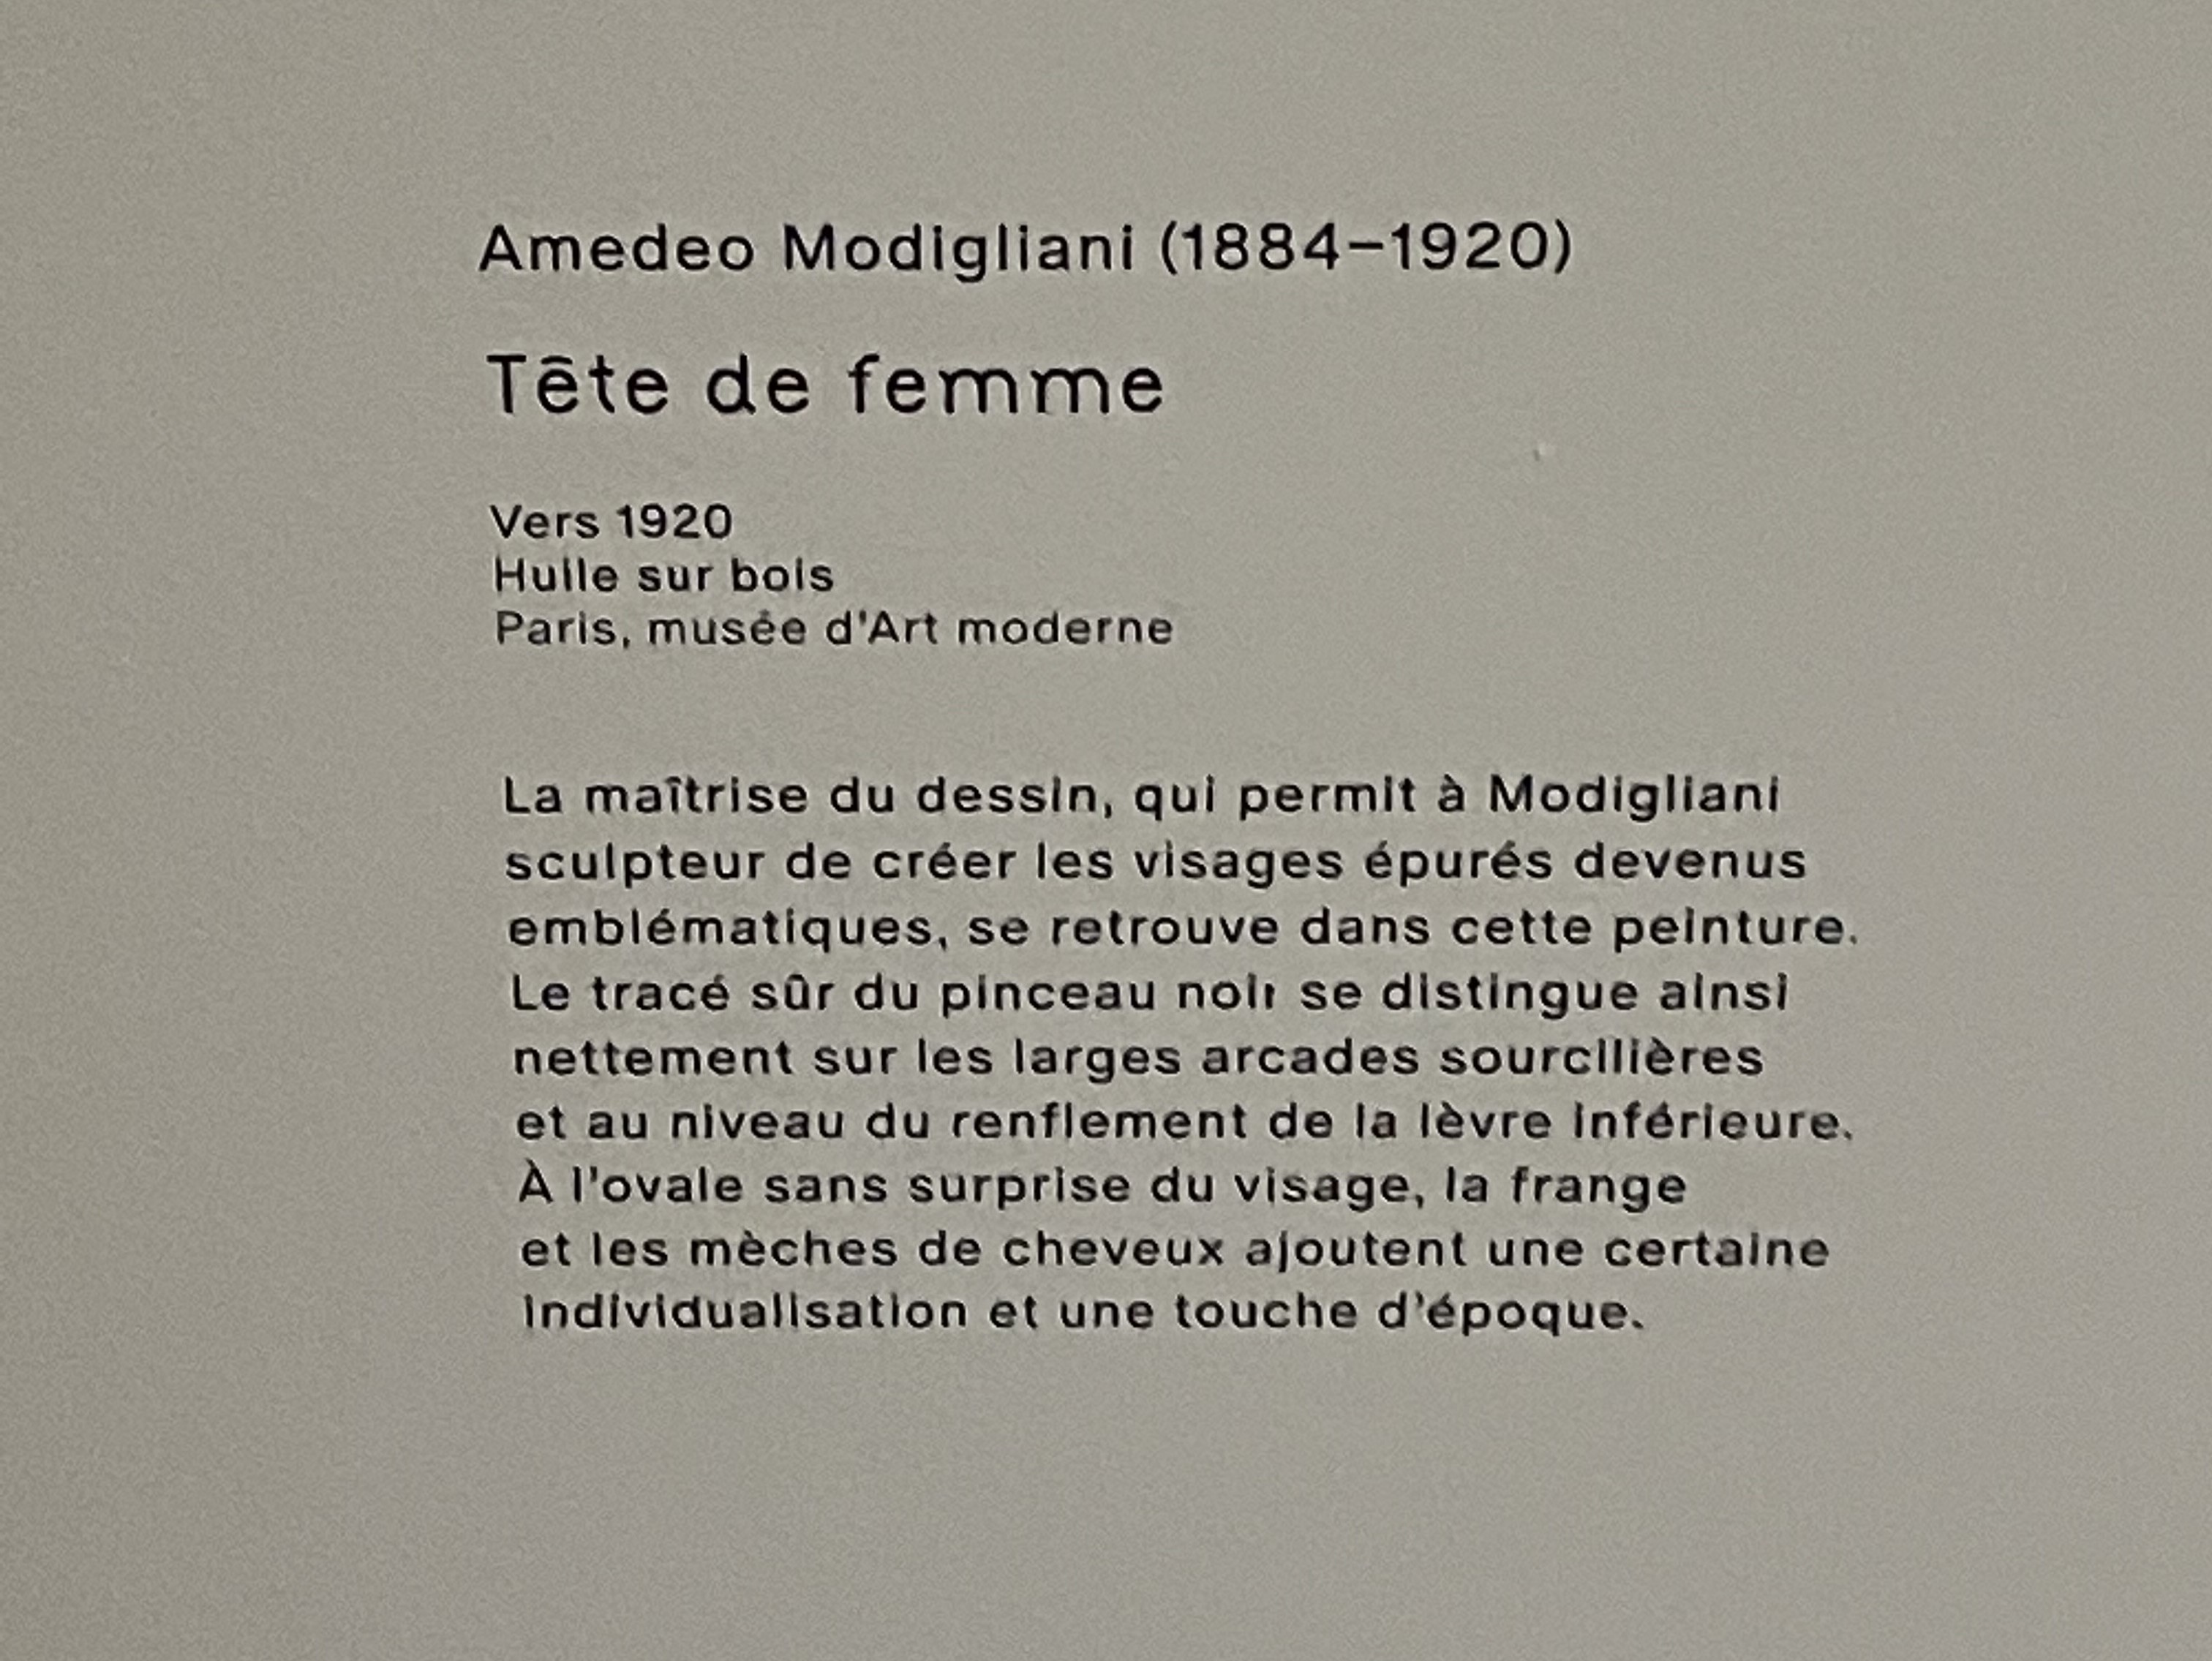 Amedeo Modigliani (1884–1920)
Tête de femme
Vers 1920
Huile sur bois
Paris, musée d'Art moderne
La maîtrise du dessin, qui permit à Modigliani
sculpteur de créer les visages épurés devenus
emblématiques, se retrouve dans cette peinture.
Le tracé sûr du pinceau noir se distingue ainsi
nettement sur les larges arcades sourcilières
et au niveau du renflement de la lèvre inférieure.
À l'ovale sans surprise du visage, la frange
et les mèches de cheveux ajoutent une certaine
individualisation et une touche d'époque.